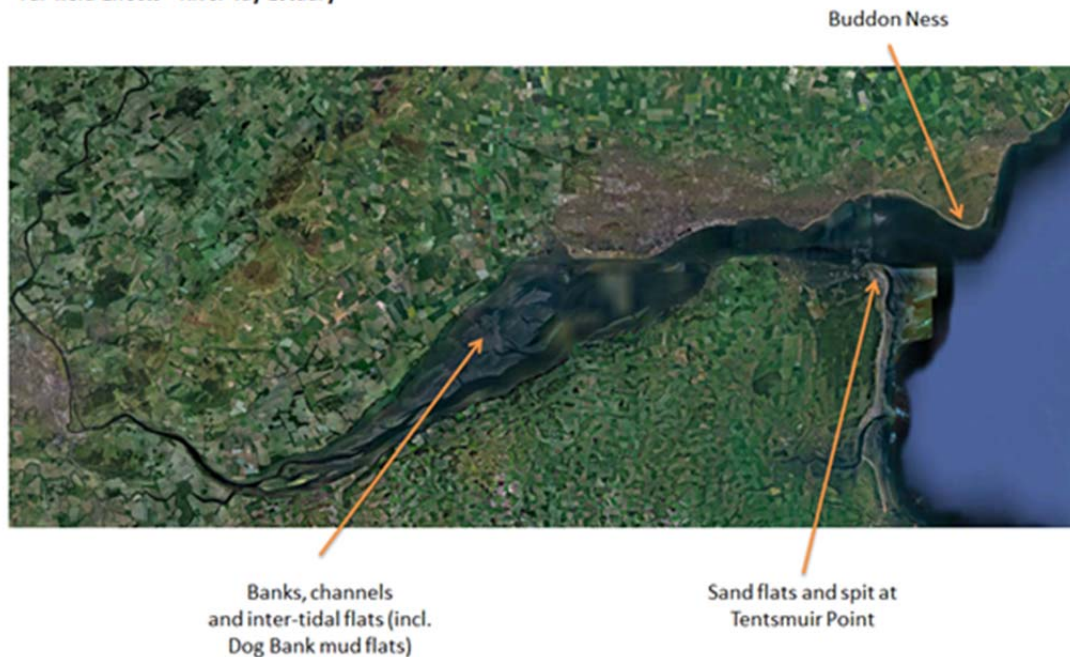 Buddon Ness
Banks, channels
and inter-tidal flats (incl.
Dog Bank mud flats)
Sand flats and spit at
Tentsmuir Point